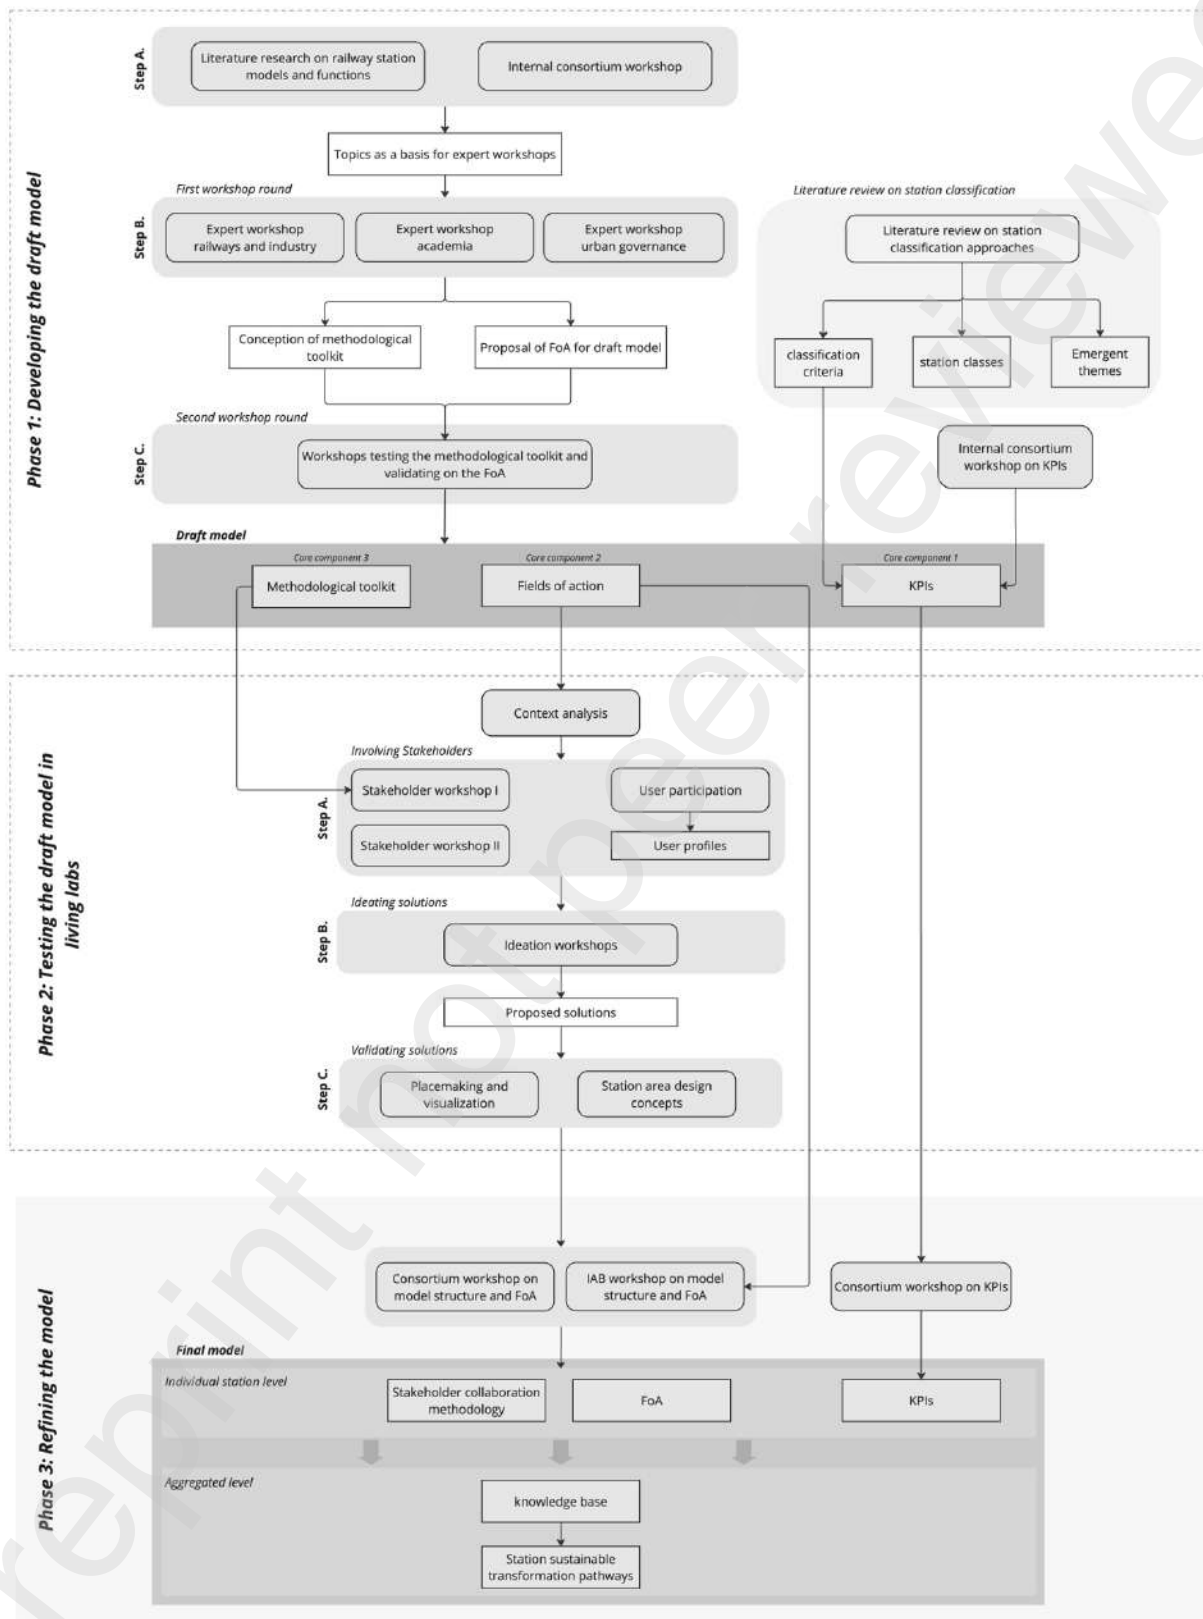 Phase 1: Developing the draft model
Step A.
Literature research on railway station
models and functions
Internal consortium workshop
Topics as a basis for expert workshops
First workshop round
Step B.
Expert workshop
railways and industry
Expert workshop
academia
Expert workshop
urban governance
Conception of methodological
toolkit
Proposal of FoA for draft model
Second workshop round
Step C.
Workshops testing the methodological toolkit and
validating on the FoA
Literature review on station classification
Literature review on station
classification approaches
classification
criteria
station classes
Emergent
themes
Internal consortium
workshop on KPIs
Draft model
Core component 3
Methodological toolkit
Core component 2
Fields of action
Core component 1
KPIs
Phase 2: Testing the draft model in
living labs
Context analysis
Involving Stakeholders
Step A.
Stakeholder workshop I
Stakeholder workshop II
User participation
User profiles
Ideating solutions
Step B.
Ideation workshops
Proposed solutions
Validating solutions
Step C.
Placemaking and
visualization
Station area design
concepts
Phase 3: Refining the model
Consortium workshop on
model structure and FoA
IAB workshop on model
structure and FoA
Consortium workshop on KPIs
Final model
Individual station level
Stakeholder collaboration
methodology
FoA
KPIs
Aggregated level
knowledge base
Station sustainable
transformation pathways
reprint not peer reviewe